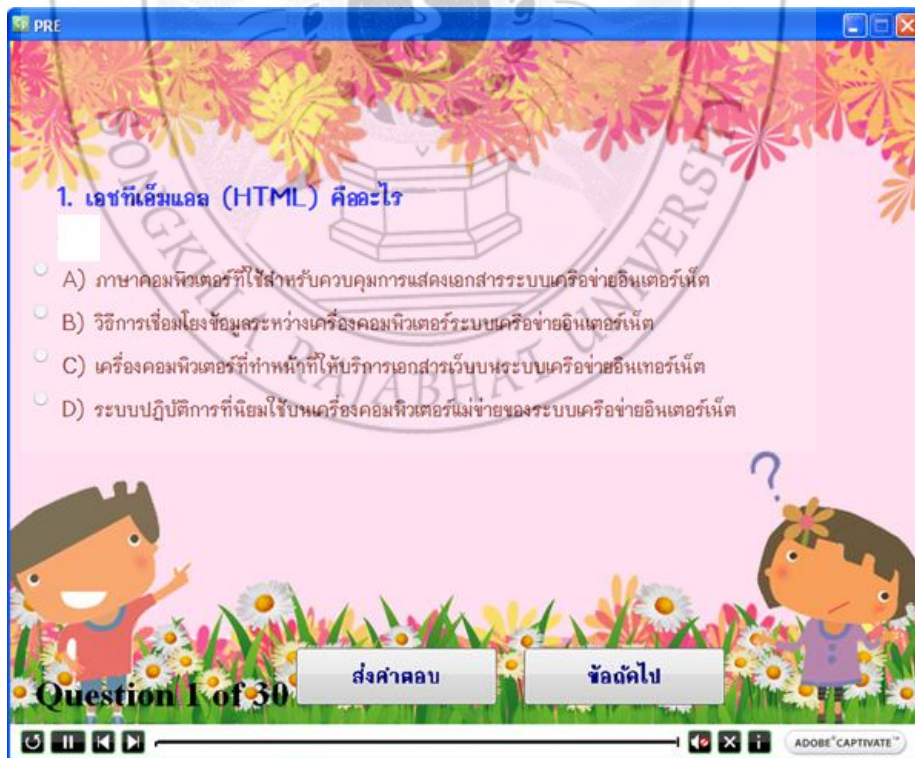 PRE
1. เอชทีเอ็มแอล (HTML) คืออะไร
A) ภาษาคอมพิวเตอร์ที่ใช้สำหรับควบคุมการแสดงเอกสารระบบเครือข่ายอินเตอร์เน็ต
B) วิธีการเชื่อมโยงข้อมูลระหว่างเครื่องคอมพิวเตอร์ระบบเครือข่ายอินเตอร์เน็ต
C) เครื่องคอมพิวเตอร์ที่ทำหน้าที่ให้บริการเอกสารเว็บบนระบบเครือข่ายอินเทอร์เน็ต
D) ระบบปฏิบัติการที่นิยมใช้บนเครื่องคอมพิวเตอร์แม่ข่ายของระบบเครือข่ายอินเตอร์เน็ต
SONGKHLA RAJABHAT UNIVERSITY
?
Question 1 of 30
ส่งคำตอบ
ข้อถัดไป
ADOBE® CAPTIVATE™